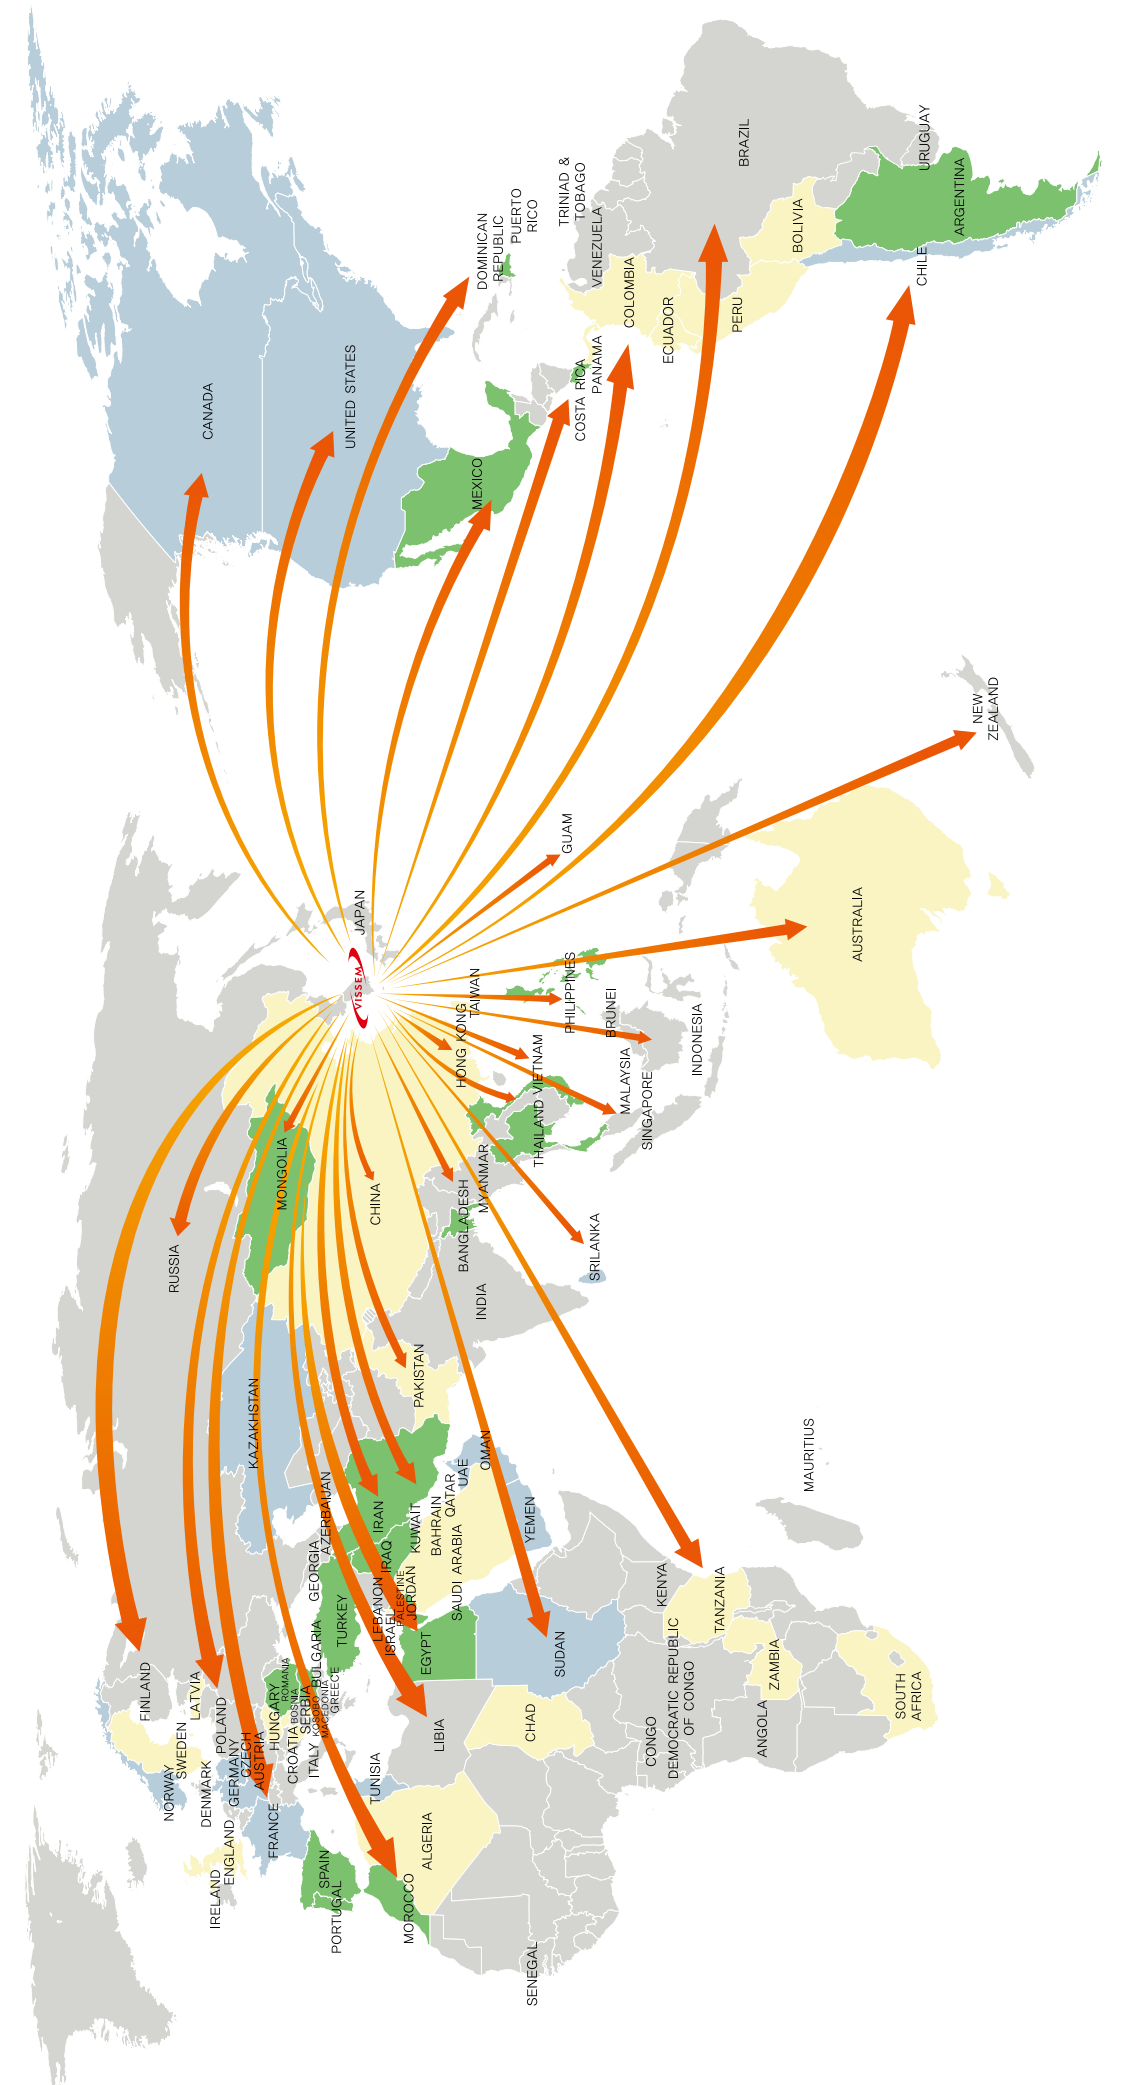 FINLAND
NORWAY
SWEDEN
LATVIA
DENMARK
POLAND
IRELAND
ENGLAND
GERMANY
CZECH
AUSTRIA
FRANCE
HUNGARY
ROMANIA
CROATIA
BOSNIA
SERBIA
ITALY
KOSOBO
BULGARIA
MACEDONIA
GREECE
SPAIN
PORTUGAL
TURKEY
GEORGIA
AZERBAIJAN
RUSSIA
KAZAKHSTAN
MONGOLIA
CHINA
VISSEM
JAPAN
TUNISIA
MOROCCO
ALGERIA
LIBIA
EGYPT
LEBANON
ISRAEL
PALESTINE
JORDAN
IRAQ
IRAN
KUWAIT
BAHRAIN
QATAR
UAE
SAUDI ARABIA
OMAN
YEMEN
PAKISTAN
INDIA
BANGLADESH
MYANMAR
SRILANKA
HONG KONG
TAIWAN
THAILAND
VIETNAM
PHILIPPINES
GUAM
BRUNEI
MALAYSIA
SINGAPORE
INDONESIA
SENEGAL
CHAD
SUDAN
CONGO
DEMOCRATIC REPUBLIC
OF CONGO
KENYA
TANZANIA
ANGOLA
ZAMBIA
MAURITIUS
SOUTH
AFRICA
AUSTRALIA
NEW
ZEALAND
CANADA
UNITED STATES
MEXICO
DOMINICAN
REPUBLIC
PUERTO
RICO
TRINIAD &
TOBAGO
COSTA RICA
PANAMA
VENEZUELA
COLOMBIA
ECUADOR
PERU
BRAZIL
BOLIVIA
CHILE
URUGUAY
ARGENTINA